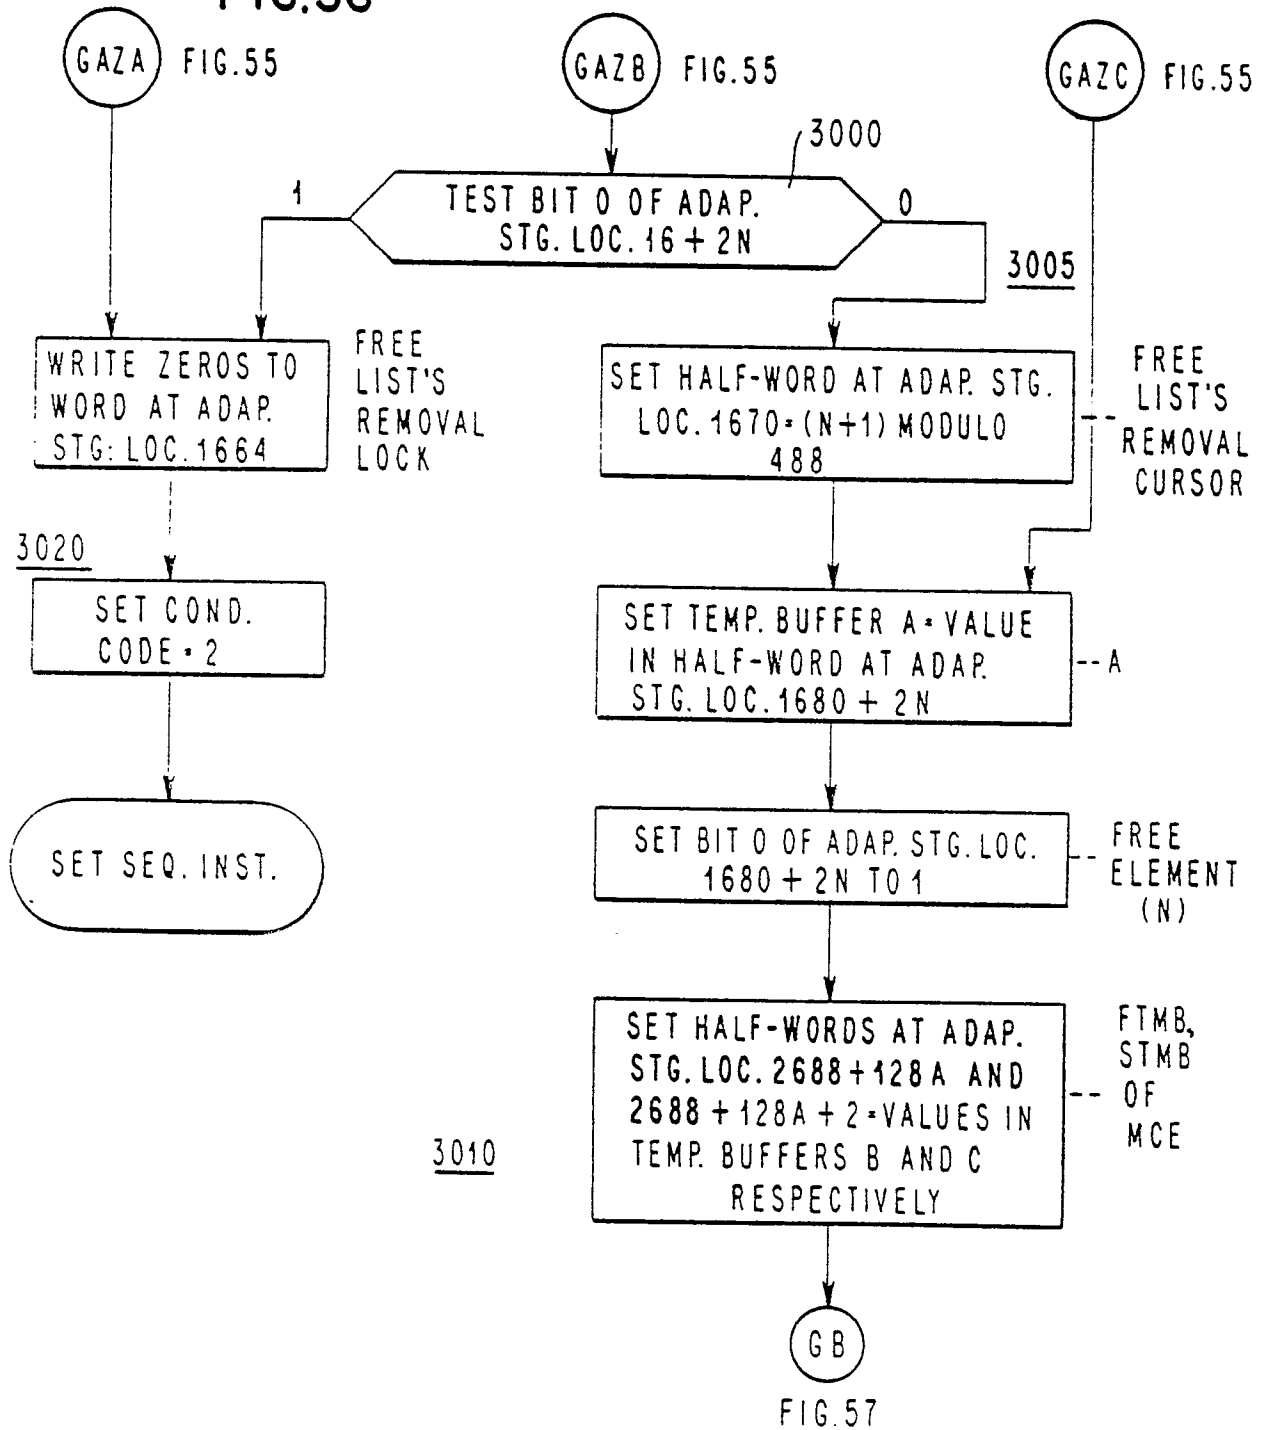 GAZA FIG.55
GAZB FIG.55
GAZC FIG.55
3000
1
TEST BIT 0 OF ADAP.
STG. LOC. 16 + 2N
0
3005
WRITE ZEROS TO
WORD AT ADAP.
STG: LOC. 1664
FREE
LIST'S
REMOVAL
LOCK
SET HALF-WORD AT ADAP. STG.
LOC. 1670=(N+1) MODULO
488
FREE
LIST'S
REMOVAL
CURSOR
3020
SET COND.
CODE=2
SET TEMP. BUFFER A=VALUE
IN HALF-WORD AT ADAP.
STG. LOC. 1680 + 2N
A
SET SEQ. INST.
SET BIT 0 OF ADAP. STG. LOC.
1680 + 2N TO 1
FREE
ELEMENT
(N)
SET HALF-WORDS AT ADAP.
STG. LOC. 2688+128A AND
2688+128A+2=VALUES IN
TEMP. BUFFERS B AND C
RESPECTIVELY
FTMB,
STMB
OF
MCE
3010
GB
FIG.57